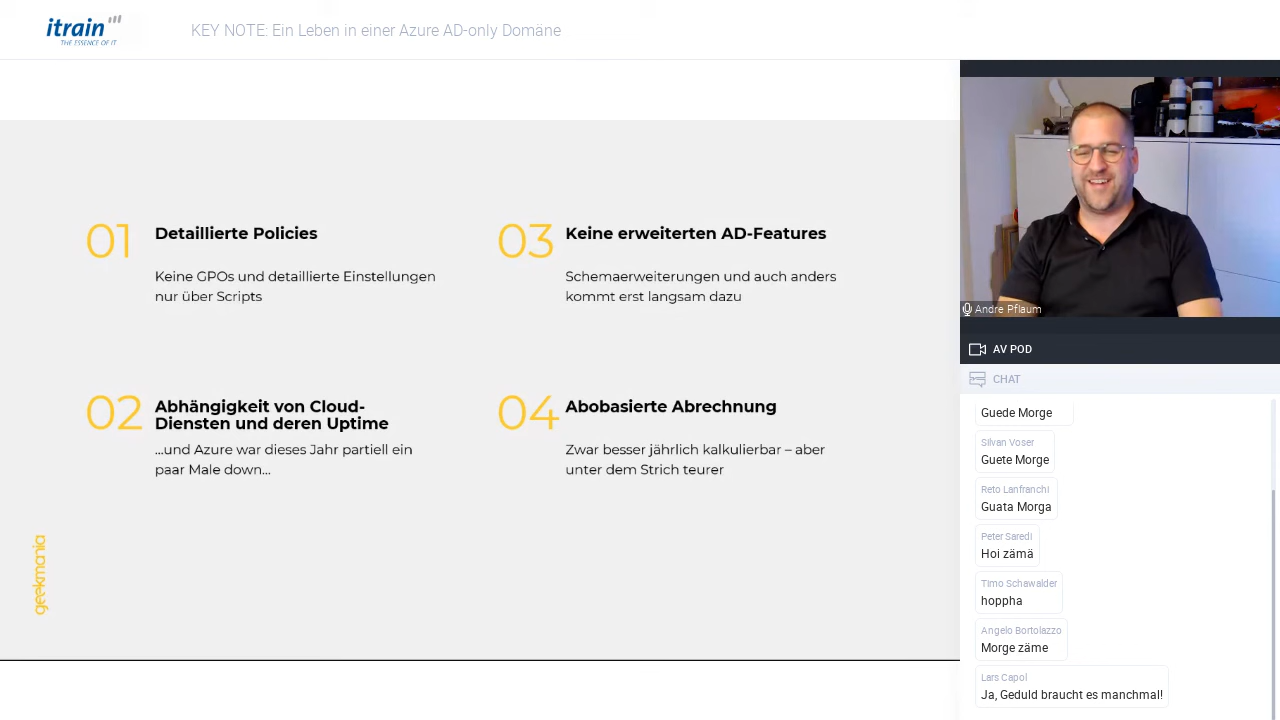 itrain
THE ESSENCE OF IT
KEY NOTE: Ein Leben in einer Azure AD-only Domäne
01
Detaillierte Policies
Keine GPOs und detaillierte Einstellungen
nur über Scripts
02
Abhängigkeit von Cloud-
Diensten und deren Uptime
...und Azure war dieses Jahr partiell ein
paar Male down...
03
Keine erweiterten AD-Features
Schemaerweiterungen und auch anders
kommt erst langsam dazu
04
Abobasierte Abrechnung
Zwar besser jährlich kalkulierbar – aber
unter dem Strich teurer
geekmania
Andre Pflaum
AV POD
CHAT
Guede Morge
Silvan Voser
Guete Morge
Reto Lanfranchi
Guata Morga
Peter Saredi
Hoi zämä
Timo Schawalder
hoppha
Angelo Bortolazzo
Morge zäme
Lars Capol
Ja, Geduld braucht es manchmal!